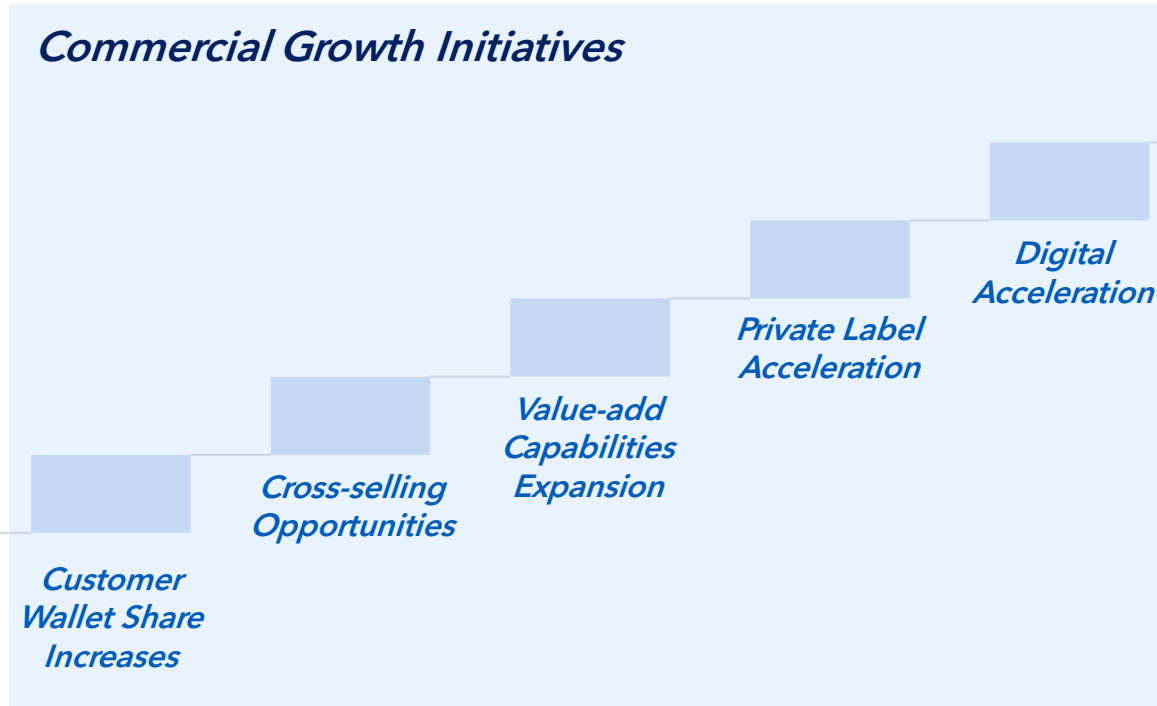 Commercial Growth Initiatives
Customer
Wallet Share
Increases
Cross-selling
Opportunities
Value-add
Capabilities
Expansion
Private Label
Acceleration
Digital
Acceleration